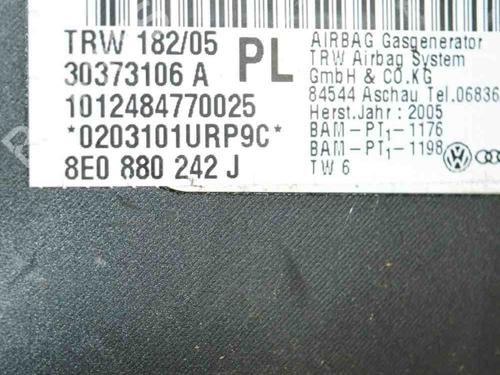 TRW 182/05
30373106 A
1012484770025
*0203101URP9C*
8E0 880 242 J
PL
AIRBAG Gasgenerator
TRW Airbag System
GmbH & CO.KG
84544 Aschau Tel.06836
Herst.Jahr: 2005
BAM-PT1-1176
BAM-PT1-1198
TW 6